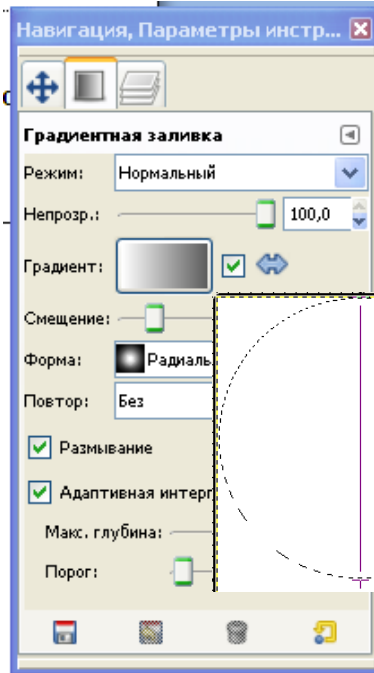 Навигация, Параметры инстр...
Градиентная заливка
Режим: Нормальный
Непрозр.: 100,0
Градиент:
Смещение:
Форма: Радиаль
Повтор: Без
Размывание
Адаптивная интерп
Макс. глубина:
Порог: